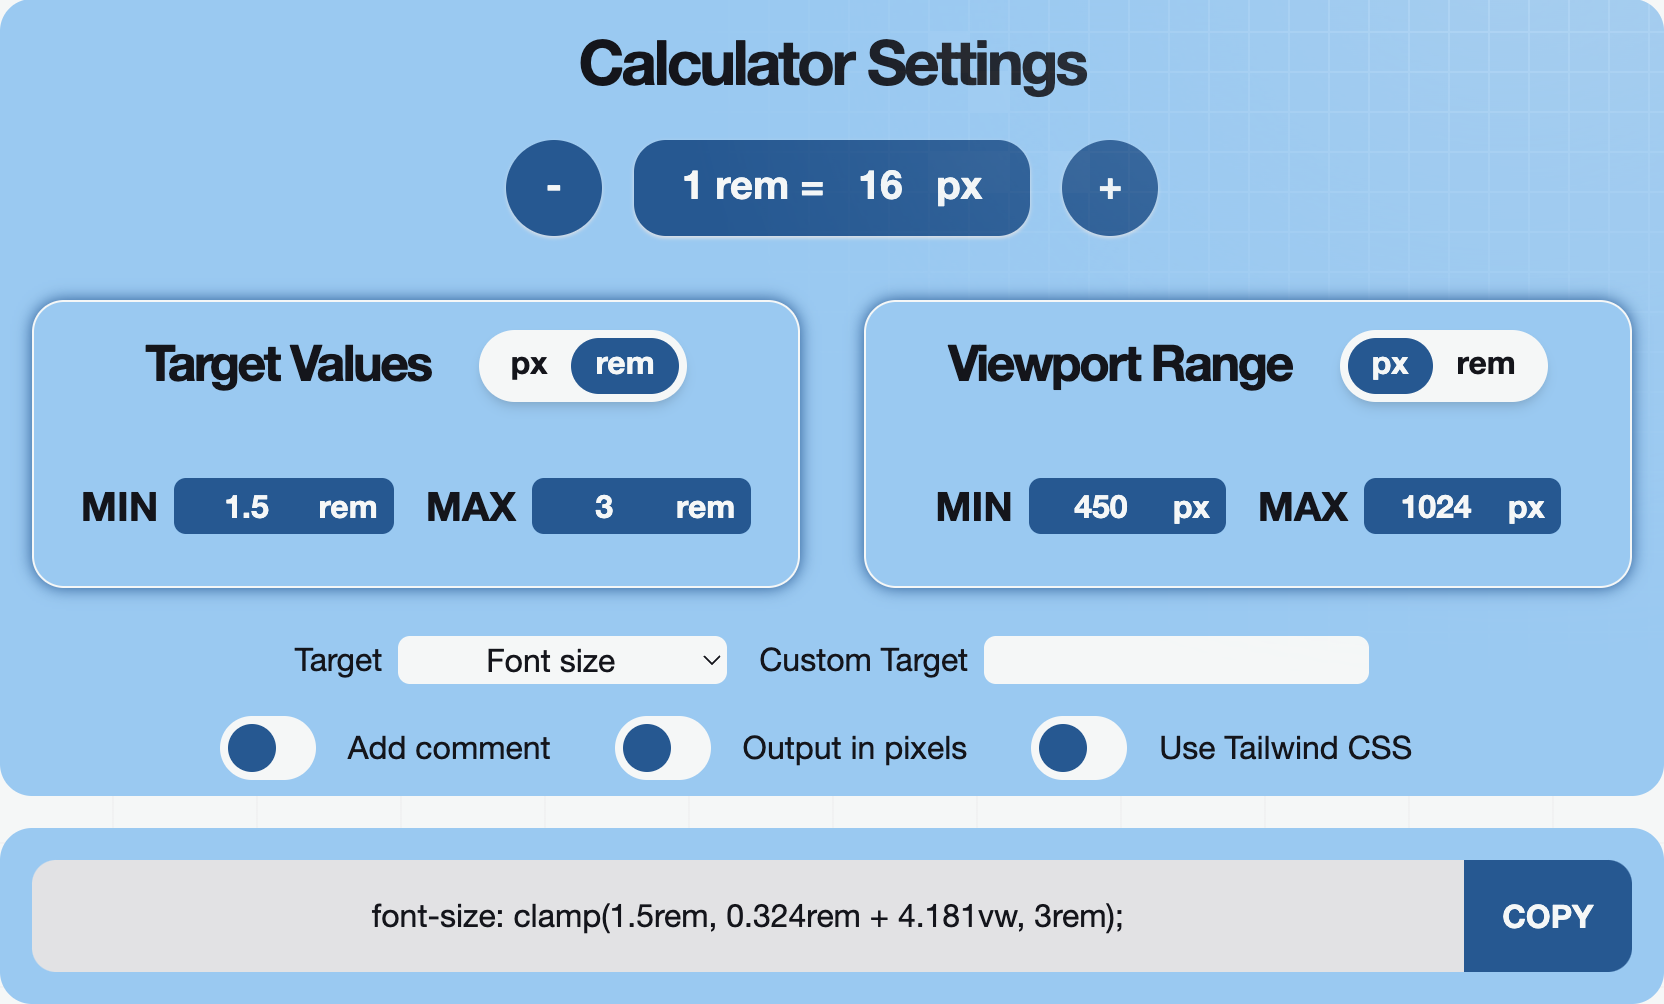 Calculator Settings
- 1 rem = 16 px +
Target Values px rem
MIN 1.5 rem MAX 3 rem
Viewport Range px rem
MIN 450 px MAX 1024 px
Target Font size Custom Target
Add comment Output in pixels Use Tailwind CSS
font-size: clamp(1.5rem, 0.324rem + 4.181vw, 3rem); COPY